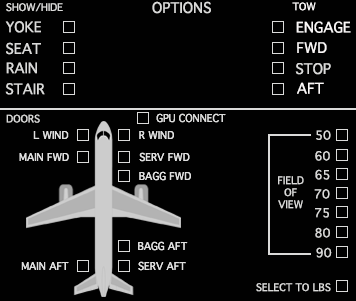 SHOW/HIDE OPTIONS TOW
YOKE ENGAGE
SEAT FWD
RAIN STOP
STAIR AFT
DOORS GPU CONNECT
L WIND R WIND 50
MAIN FWD SERV FWD 60
BAGG FWD 65
FIELD OF VIEW
70
75
BAGG AFT 80
90
MAIN AFT SERV AFT
SELECT TO LBS